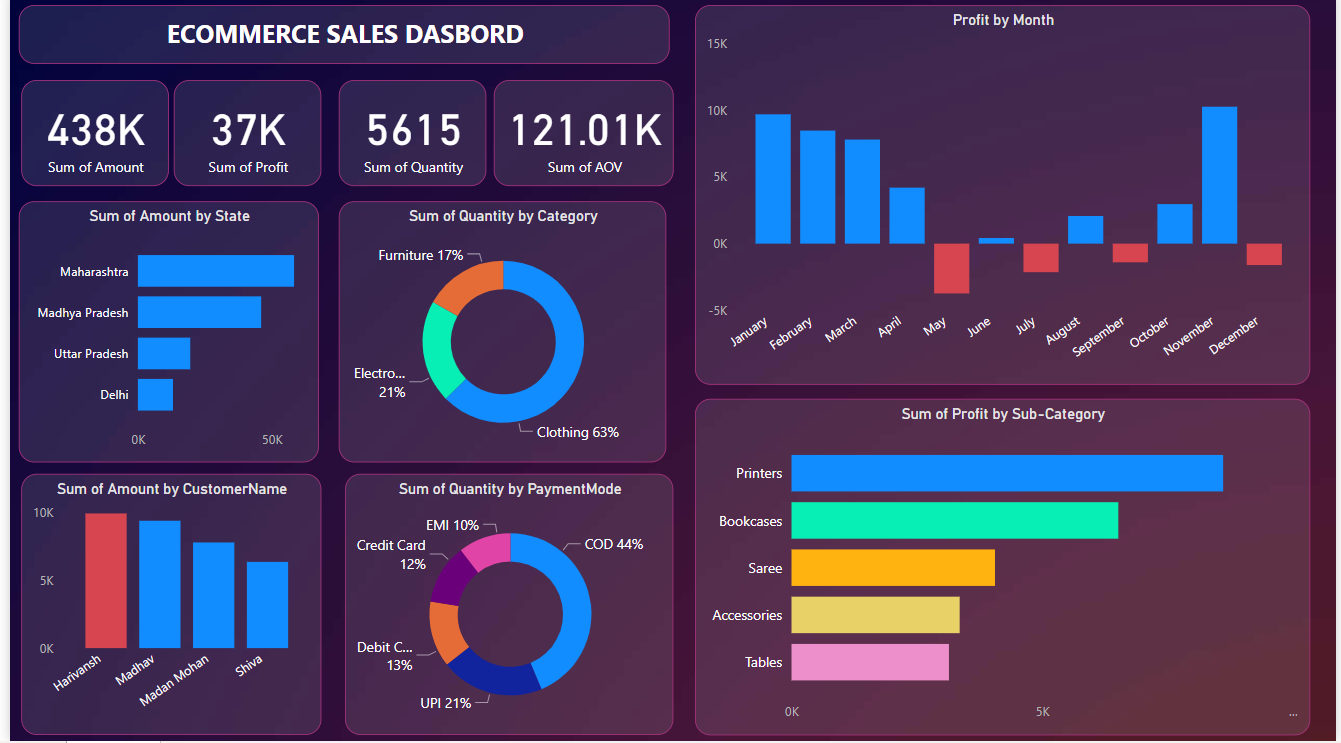 ECOMMERCE SALES DASBORD
438K
Sum of Amount
37K
Sum of Profit
5615
Sum of Quantity
121.01K
Sum of AOV
Sum of Amount by State
Maharashtra
Madhya Pradesh
Uttar Pradesh
Delhi
0K
50K
Sum of Quantity by Category
Furniture 17%
Electro...
21%
Clothing 63%
Sum of Amount by CustomerName
10K
5K
0K
Harivansh
Madhav
Madan Mohan
Shiva
Sum of Quantity by PaymentMode
EMI 10%
COD 44%
Credit Card
12%
Debit C...
13%
UPI 21%
Profit by Month
15K
10K
5K
0K
-5K
January
February
March
April
May
June
July
August
September
October
November
December
Sum of Profit by Sub-Category
Printers
Bookcases
Saree
Accessories
Tables
0K
5K
...